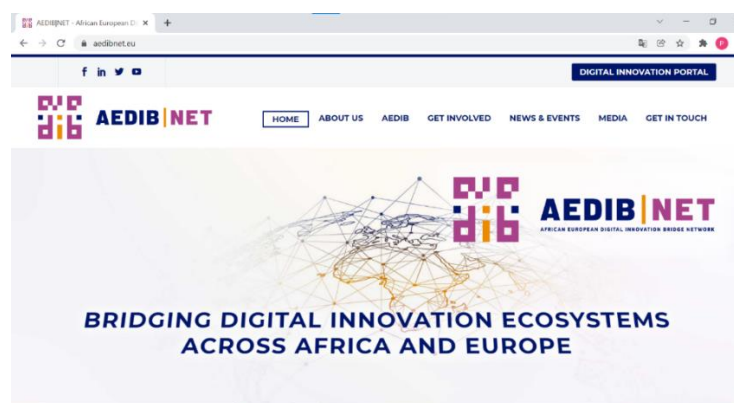 AEDIB|NET - African European Di
aedibnet.eu
DIGITAL INNOVATION PORTAL
AEDIB|NET
HOME ABOUT US AEDIB GET INVOLVED NEWS & EVENTS MEDIA GET IN TOUCH
AEDIB|NET
AFRICAN EUROPEAN DIGITAL INNOVATION BRIDGE NETWORK
BRIDGING DIGITAL INNOVATION ECOSYSTEMS
ACROSS AFRICA AND EUROPE